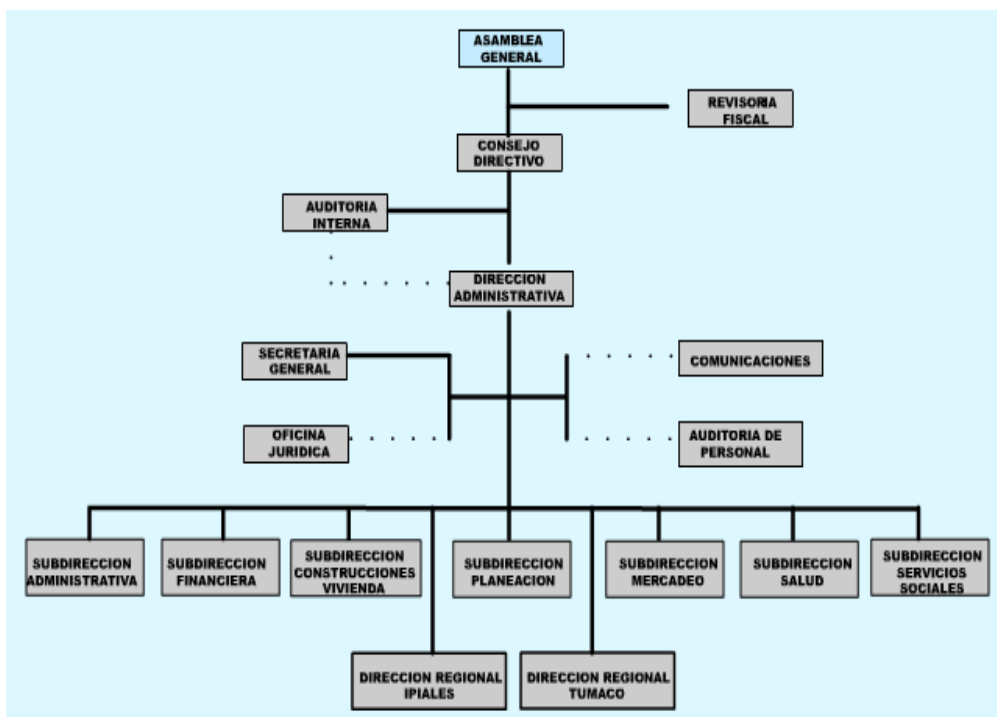 ASAMBLEA
GENERAL
REVISORIA
FISCAL
CONSEJO
DIRECTIVO
AUDITORIA
INTERNA
DIRECCION
ADMINISTRATIVA
SECRETARIA
GENERAL
COMUNICACIONES
OFICINA
JURIDICA
AUDITORIA DE
PERSONAL
SUBDIRECCION
ADMINISTRATIVA
SUBDIRECCION
FINANCIERA
SUBDIRECCION
CONSTRUCCIONES
VIVIENDA
SUBDIRECCION
PLANEACION
SUBDIRECCION
MERCADEO
SUBDIRECCION
SALUD
SUBDIRECCION
SERVICIOS
SOCIALES
DIRECCION REGIONAL
IPIALES
DIRECCION REGIONAL
TUMACO